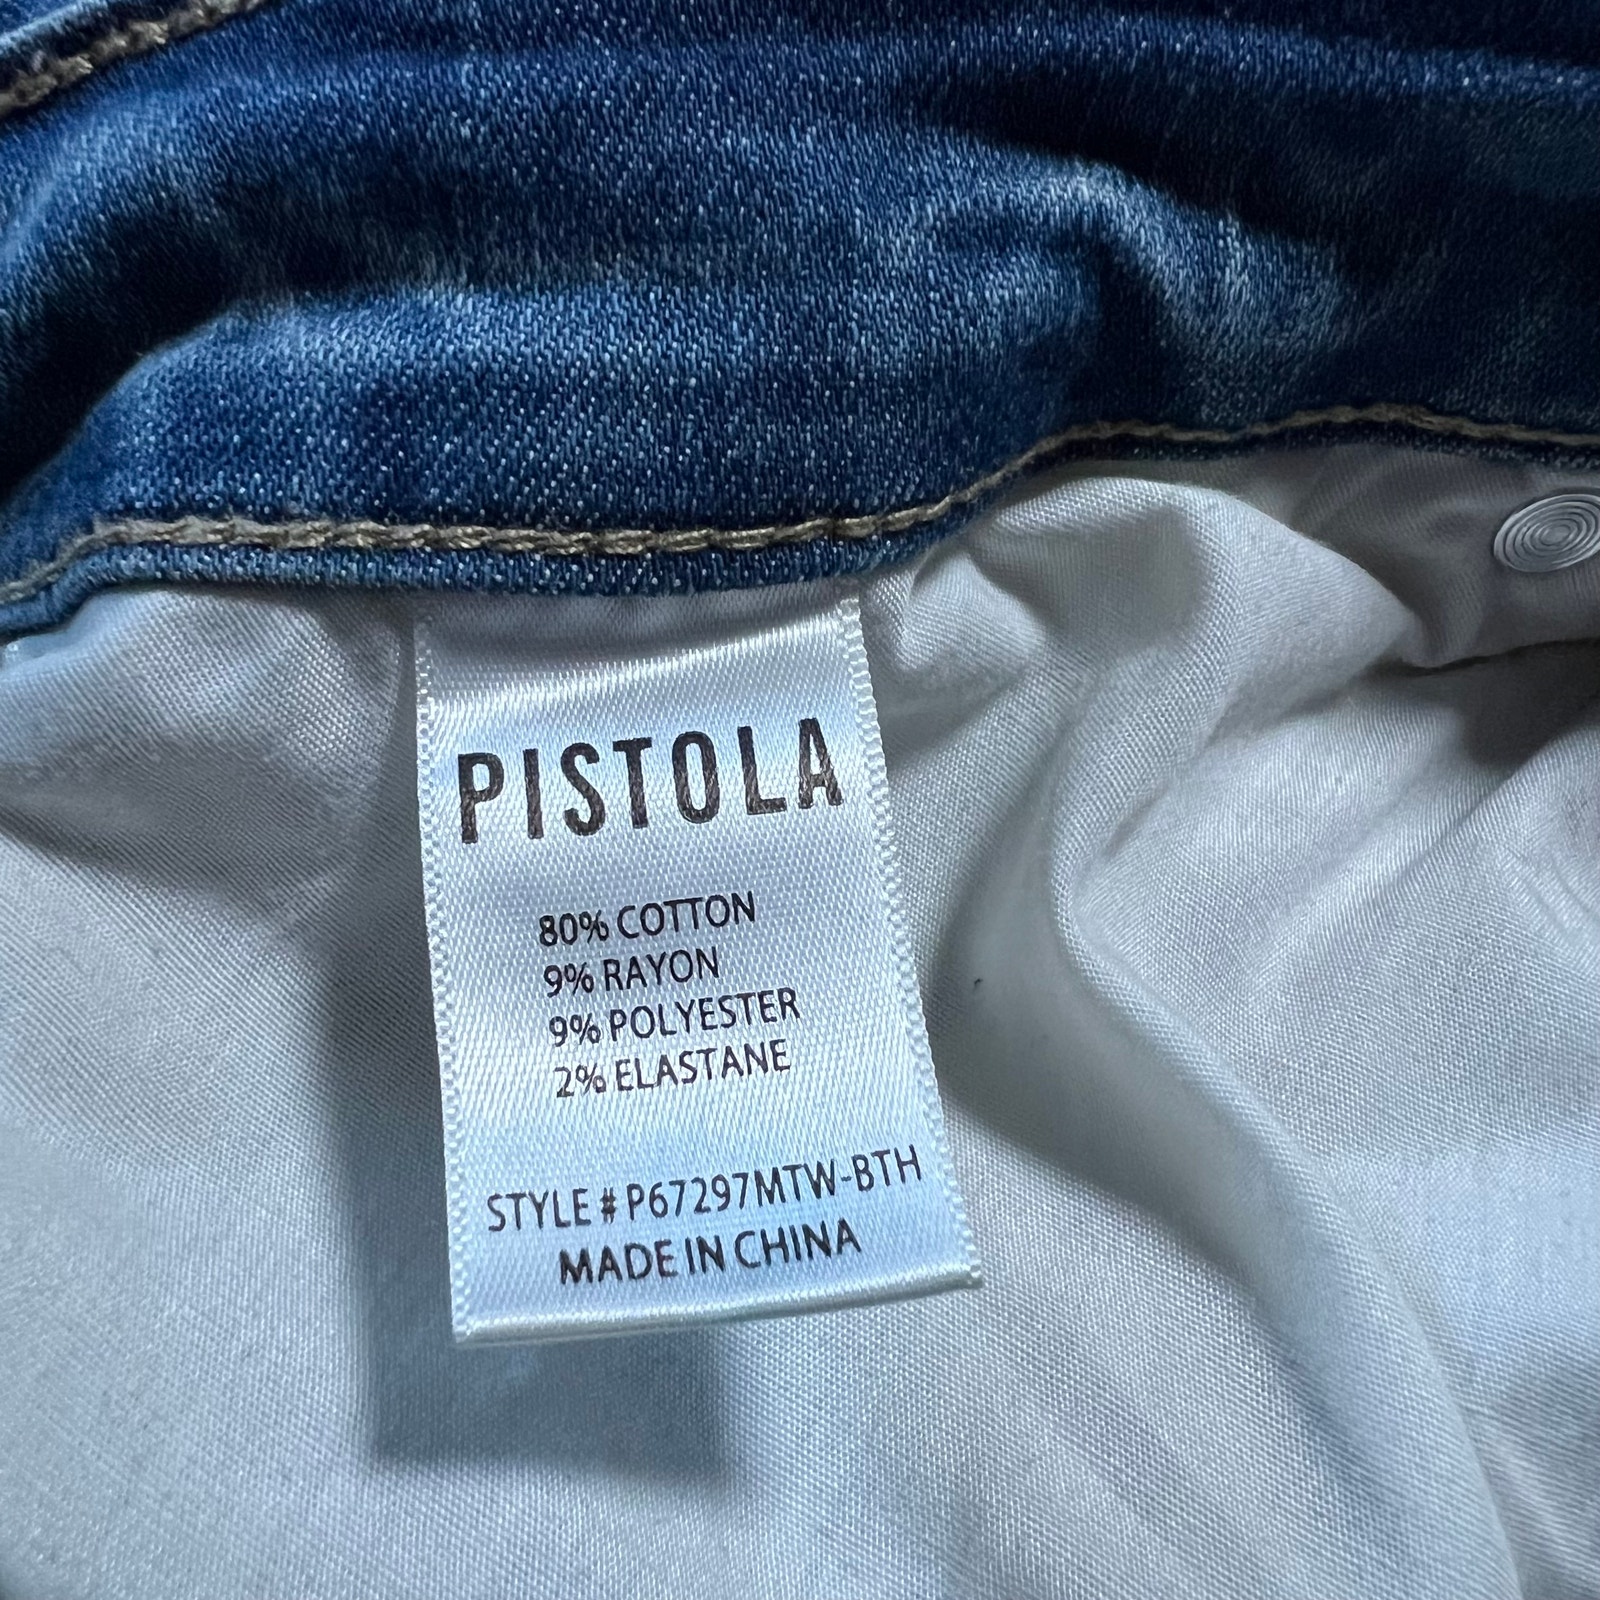 PISTOLA
80% COTTON
9% RAYON
9% POLYESTER
2% ELASTANE
STYLE # P67297MTW-BTH
MADE IN CHINA